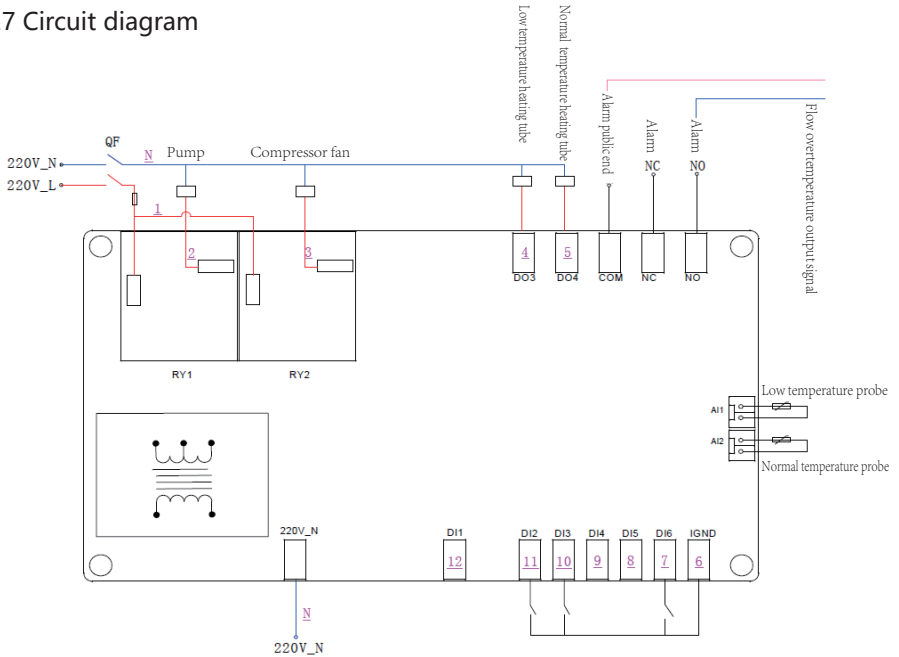 .7 Circuit diagram
Low temperature heating tube
Normal temperature heating tube
Alarm public end
Alarm
NC
Alarm
NO
Flow overtemperature output signal
QF
220V_N
N
Pump
Compressor fan
220V_L
1
2
3
4
5
DO3
DO4
COM
NC
NO
RY1
RY2
Low temperature probe
AI1
AI2
Normal temperature probe
220V_N
DI1
DI2
DI3
DI4
DI5
DI6
IGND
12
11
10
9
8
7
6
N
220V_N